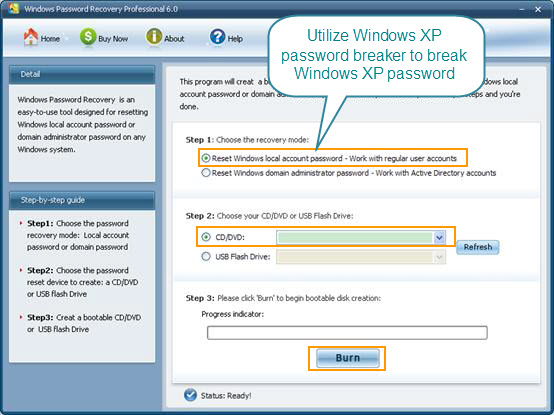 Windows Password Recovery Professional 6.0
Home
Buy Now
About
Help
Utilize Windows XP
password breaker to break
Windows XP password
Detail
Windows Password Recovery is an
easy-to-use tool designed for resetting
Windows local account password or
domain administrator password on any
Windows system.
Step-by-step guide
Step1: Choose the password
recovery mode: Local
account password or domain password
Step2: Choose the password
reset device to create: a CD/DVD
or USB flash Drive
Step3: Creat a bootable CD/DVD
or USB flash Drive
This program will creat a b
account password or domain
done.
indows local
steps and you're
Step 1: Choose the recovery mode:
Reset Windows local account password - Work with regular user accounts
Reset Windows domain administrator password - Work with Active Directory accounts
Step 2: Choose your CD/DVD or USB Flash Drive:
CD/DVD:
USB Flash Drive:
Refresh
Step 3: Please click 'Burn' to begin bootable disk creation:
Progress indicator:
Burn
Status: Ready!